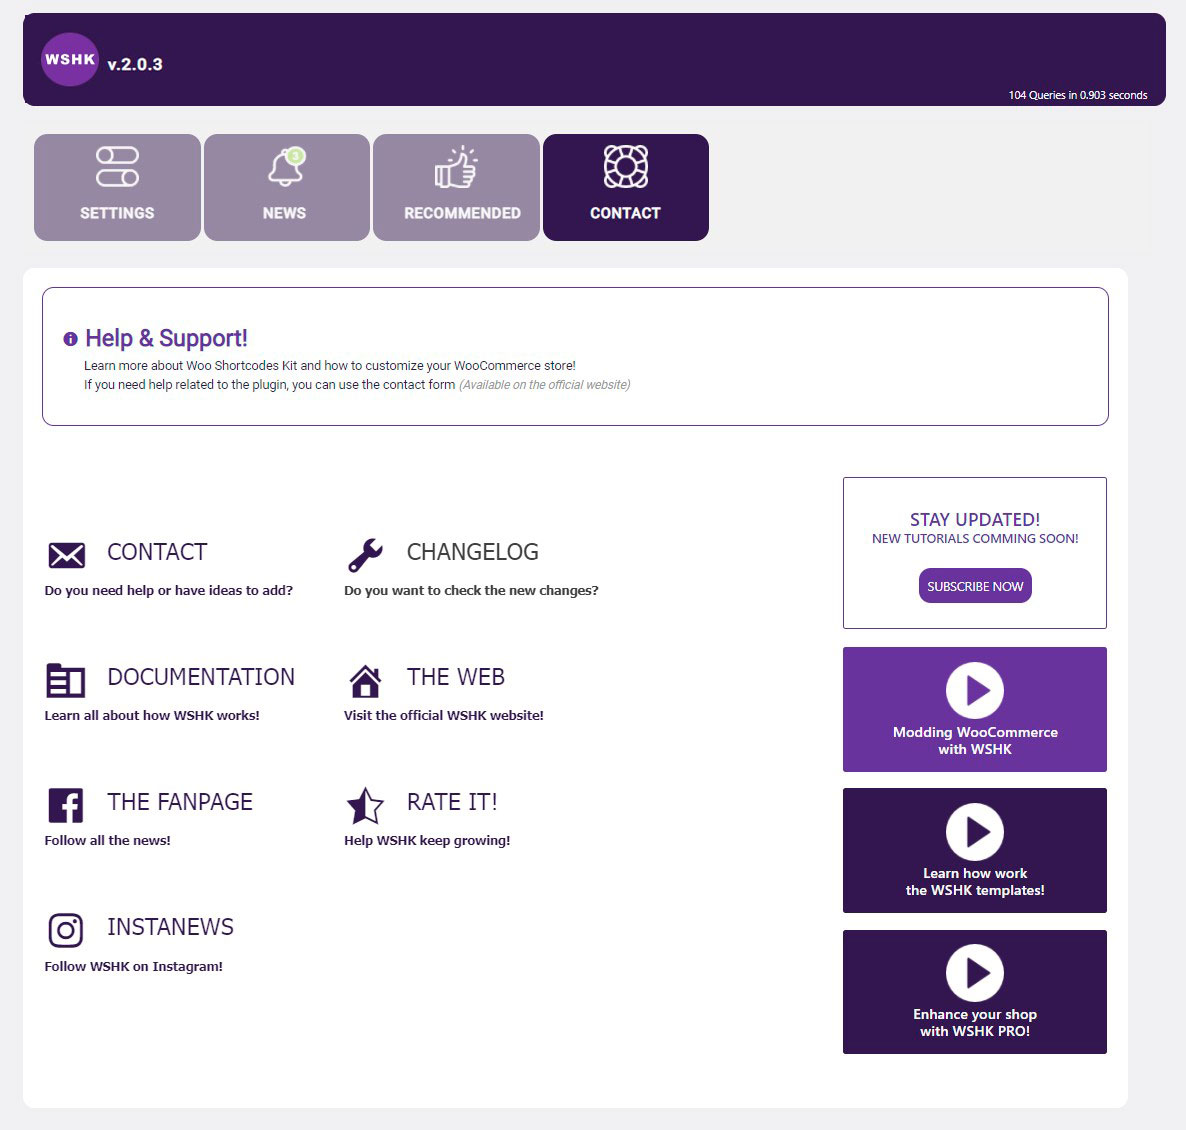 WSHK v.2.0.3
104 Queries in 0.903 seconds
3
SETTINGS
NEWS
RECOMMENDED
CONTACT
Help & Support!
Learn more about Woo Shortcodes Kit and how to customize your WooCommerce store!
If you need help related to the plugin, you can use the contact form (Available on the official website)
CONTACT
Do you need help or have ideas to add?
CHANGELOG
Do you want to check the new changes?
DOCUMENTATION
Learn all about how WSHK works!
THE WEB
Visit the official WSHK website!
THE FANPAGE
Follow all the news!
RATE IT!
Help WSHK keep growing!
INSTANEWS
Follow WSHK on Instagram!
STAY UPDATED!
NEW TUTORIALS COMMING SOON!
SUBSCRIBE NOW
Modding WooCommerce
with WSHK
Learn how work
the WSHK templates!
Enhance your shop
with WSHK PRO!